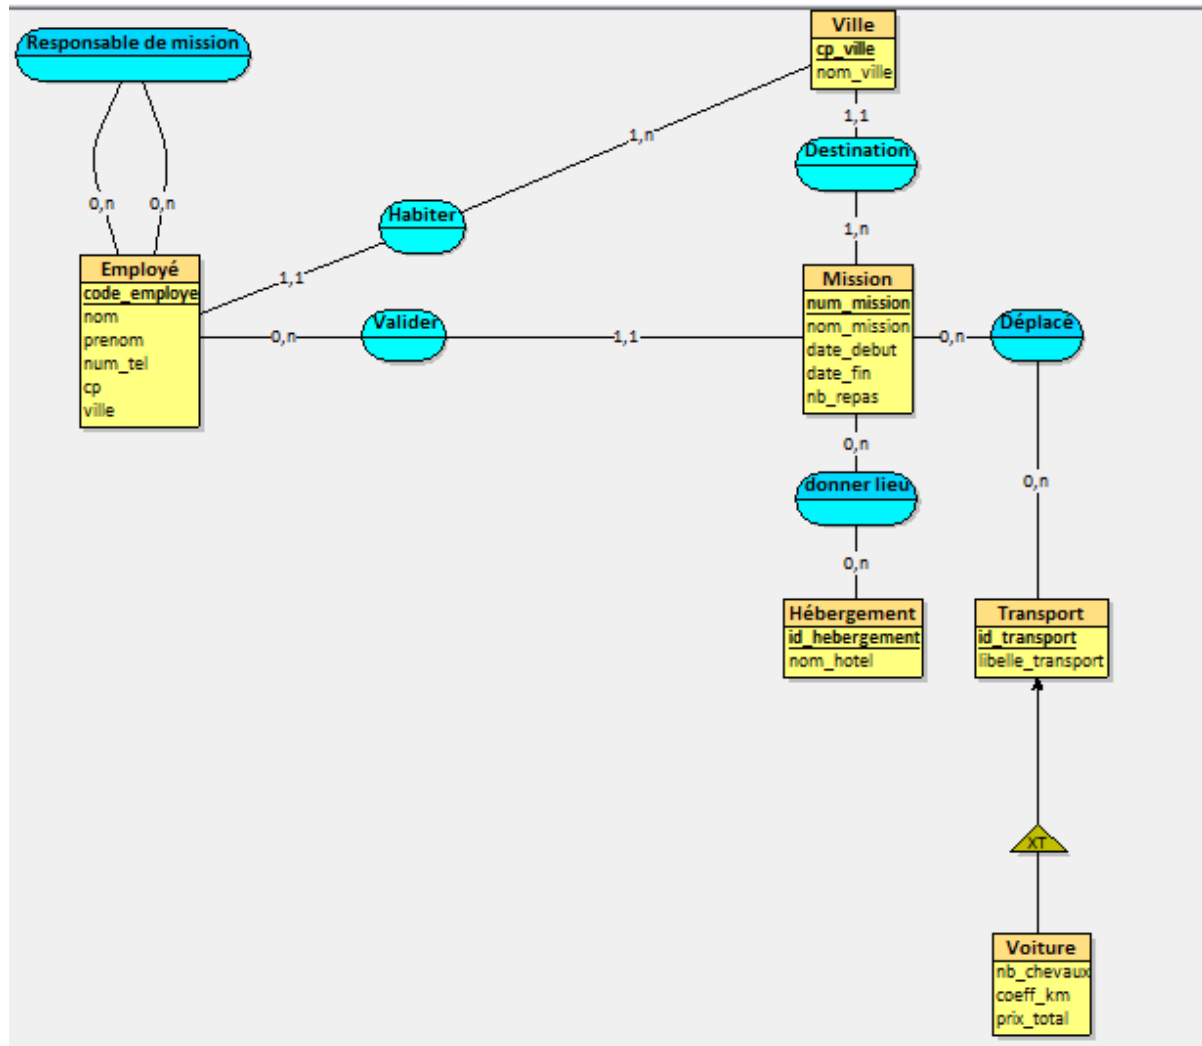 Responsable de mission
Ville
cp_ville
nom_ville
1,1
1,n
Destination
Habiter
0,n
0,n
1,n
Employé
code_employe
nom
prenom
num_tel
cp
ville
1,1
Mission
num_mission
nom_mission
date_debut
date_fin
nb_repas
0,n
Valider
1,1
0,n
Déplacé
0,n
donner lieu
0,n
0,n
Hébergement
id_hebergement
nom_hotel
Transport
id_transport
libelle_transport
XT
Voiture
nb_chevaux
coeff_km
prix_total